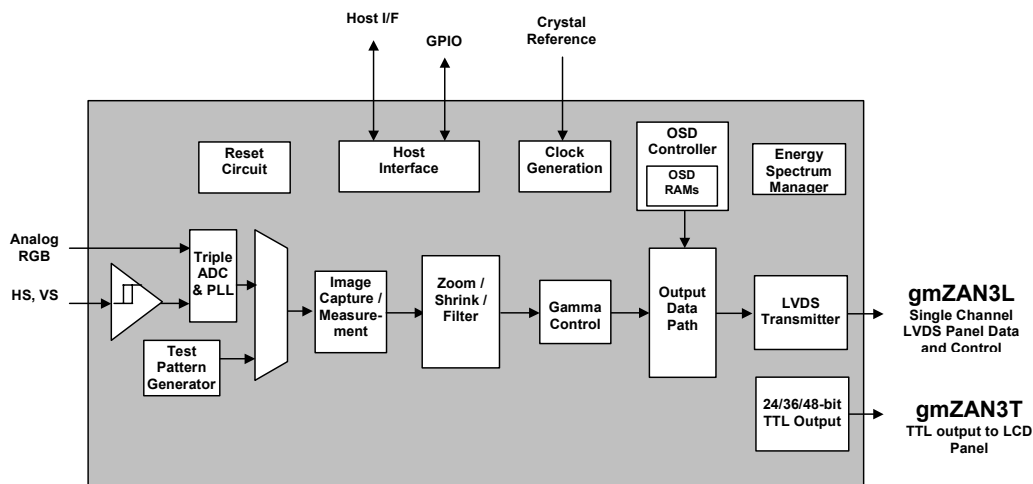 Host I/F
GPIO
Crystal
Reference
Reset
Circuit
Host
Interface
Clock
Generation
OSD
Controller
OSD
RAMs
Energy
Spectrum
Manager
Analog
RGB
HS, VS
Triple
ADC
& PLL
Test
Pattern
Generator
Image
Capture /
Measure-
ment
Zoom /
Shrink /
Filter
Gamma
Control
Output
Data
Path
LVDS
Transmitter
gmZAN3L
Single Channel
LVDS Panel Data
and Control
24/36/48-bit
TTL Output
gmZAN3T
TTL output to LCD
Panel